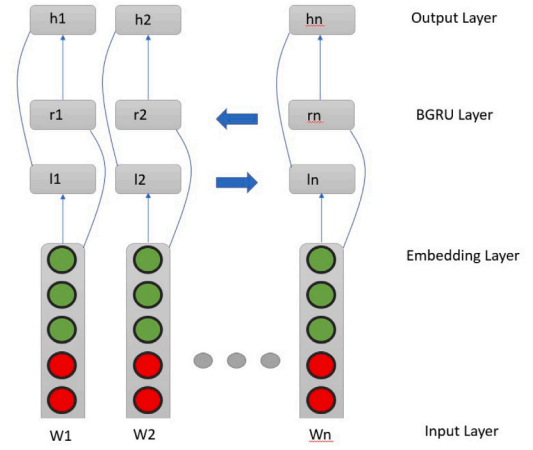 h1 h2 hn Output Layer
r1 r2 rn BGRU Layer
l1 l2 ln
Embedding Layer
W1 W2 Wn Input Layer